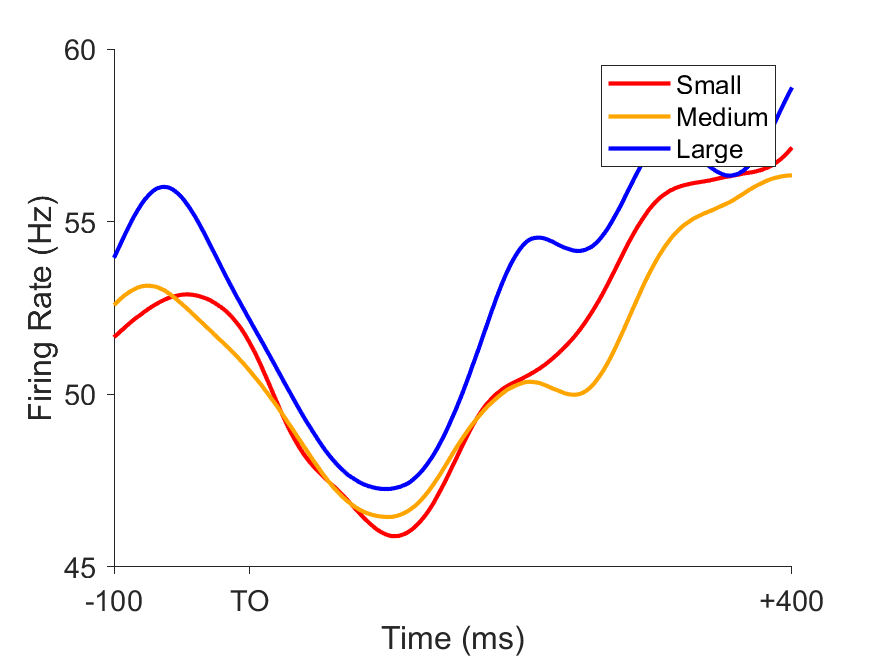 60
55
50
45
Firing Rate (Hz)
Small
Medium
Large
-100
TO
+400
Time (ms)